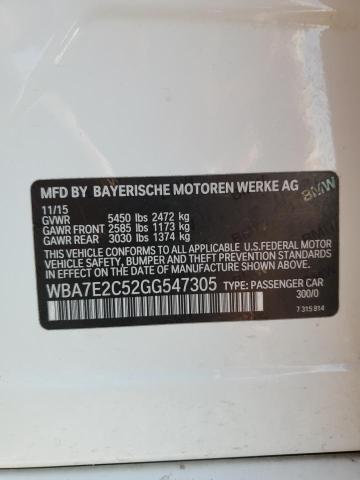 MFD BY BAYERISCHE MOTOREN WERKE AG
11/15
GVWR 5450 lbs 2472 kg
GAWR FRONT 2585 lbs 1173 kg
GAWR REAR 3030 lbs 1374 kg
THIS VEHICLE CONFORMS TO ALL APPLICABLE U.S.FEDERAL MOTOR
VEHICLE SAFETY, BUMPER AND THEFT PREVENTION STANDARDS
IN EFFECT ON THE DATE OF MANUFACTURE SHOWN ABOVE.
WBA7E2C52GG547305 TYPE: PASSENGER CAR
300/0
7 315 814
BMW